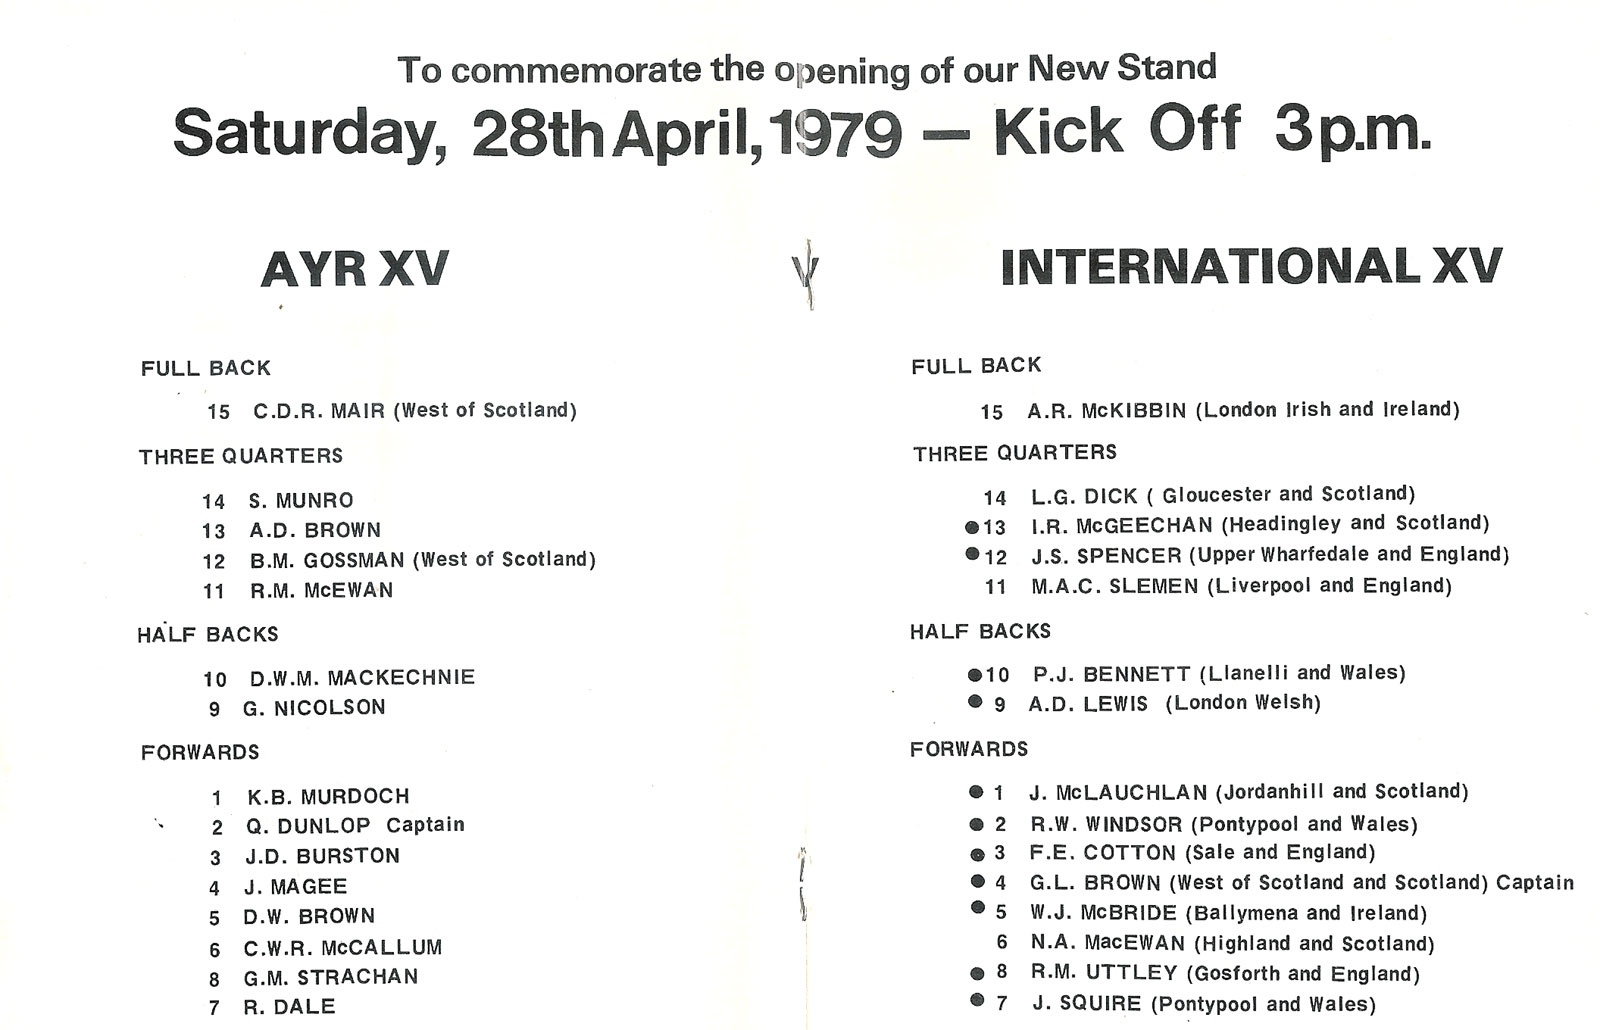 To commemorate the opening of our New Stand
Saturday, 28th April, 1979 — Kick Off 3p.m.
AYR XV
V
INTERNATIONAL XV
FULL BACK
15 C.D.R. MAIR (West of Scotland)
THREE QUARTERS
14 S. MUNRO
13 A.D. BROWN
12 B.M. GOSSMAN (West of Scotland)
11 R.M. McEWAN
HALF BACKS
10 D.W.M. MACKECHNIE
9 G. NICOLSON
FORWARDS
1 K.B. MURDOCH
2 Q. DUNLOP Captain
3 J.D. BURSTON
4 J. MAGEE
5 D.W. BROWN
6 C.W.R. McCALLUM
8 G.M. STRACHAN
7 R. DALE
FULL BACK
15 A.R. McKIBBIN (London Irish and Ireland)
THREE QUARTERS
14 L.G. DICK ( Gloucester and Scotland)
●13 I.R. McGEECHAN (Headingley and Scotland)
●12 J.S. SPENCER (Upper Wharfedale and England)
11 M.A.C. SLEMEN (Liverpool and England)
HALF BACKS
●10 P.J. BENNETT (Llanelli and Wales)
● 9 A.D. LEWIS (London Welsh)
FORWARDS
● 1 J. McLAUCHLAN (Jordanhill and Scotland)
● 2 R.W. WINDSOR (Pontypool and Wales)
● 3 F.E. COTTON (Sale and England)
● 4 G.L. BROWN (West of Scotland and Scotland) Captain
● 5 W.J. McBRIDE (Ballymena and Ireland)
6 N.A. MacEWAN (Highland and Scotland)
● 8 R.M. UTTLEY (Gosforth and England)
● 7 J. SQUIRE (Pontypool and Wales)